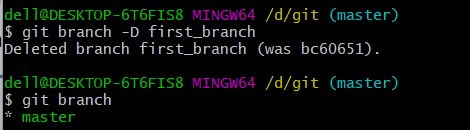 dell@DESKTOP-6T6FIS8 MINGW64 /d/git (master)
$ git branch -D first_branch
Deleted branch first_branch (was bc60651).
dell@DESKTOP-6T6FIS8 MINGW64 /d/git (master)
$ git branch
* master